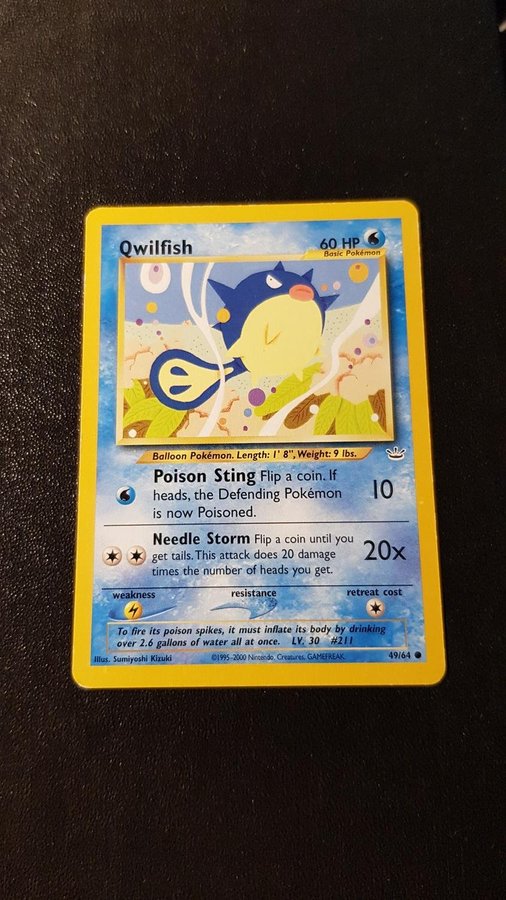 Qwilfish 60 HP
Basic Pokémon
Balloon Pokémon. Length: 1' 8", Weight: 9 lbs.
Poison Sting Flip a coin. If
heads, the Defending Pokémon
is now Poisoned.
10
Needle Storm Flip a coin until you
get tails. This attack does 20 damage
times the number of heads you get.
20x
weakness resistance retreat cost
To fire its poison spikes, it must inflate its body by drinking
over 2.6 gallons of water all at once. LV. 30 #211
Illus. Sumiyoshi Kizuki ©1995-2000 Nintendo, Creatures, GAMEFREAK. 49/64